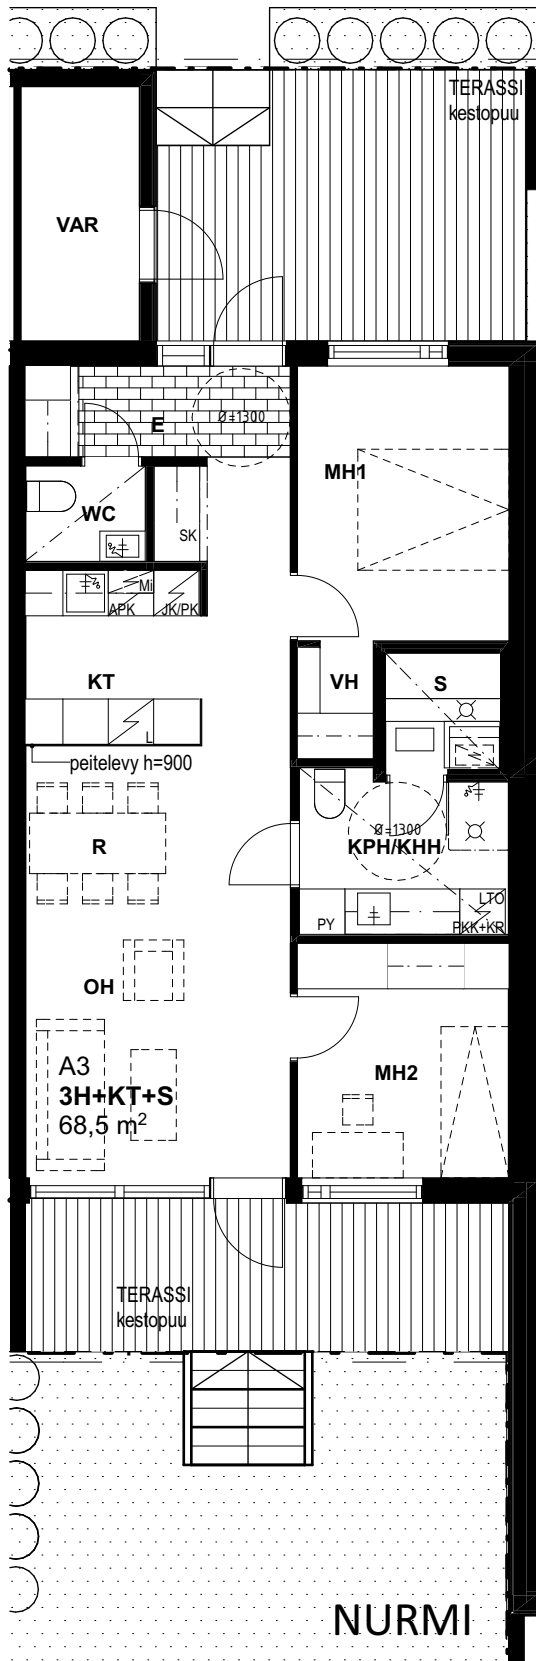 TERASSI
kestopuu
VAR
E
Ø=1300
MH1
WC
SK
Mi
APK
JK/PK
KT
VH
S
L
peitelevy h=900
R
Ø=1300
KPH/KHH
LTO
PY
PKK+KR
OH
A3
3H+KT+S
68,5 m²
MH2
TERASSI
kestopuu
NURMI